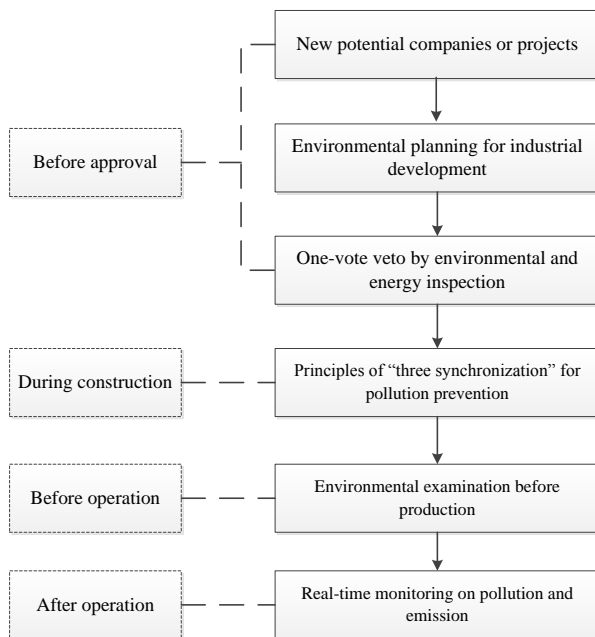 New potential companies or projects
Before approval
Environmental planning for industrial
development
One-vote veto by environmental and
energy inspection
During construction
Principles of “three synchronization” for
pollution prevention
Before operation
Environmental examination before
production
After operation
Real-time monitoring on pollution and
emission